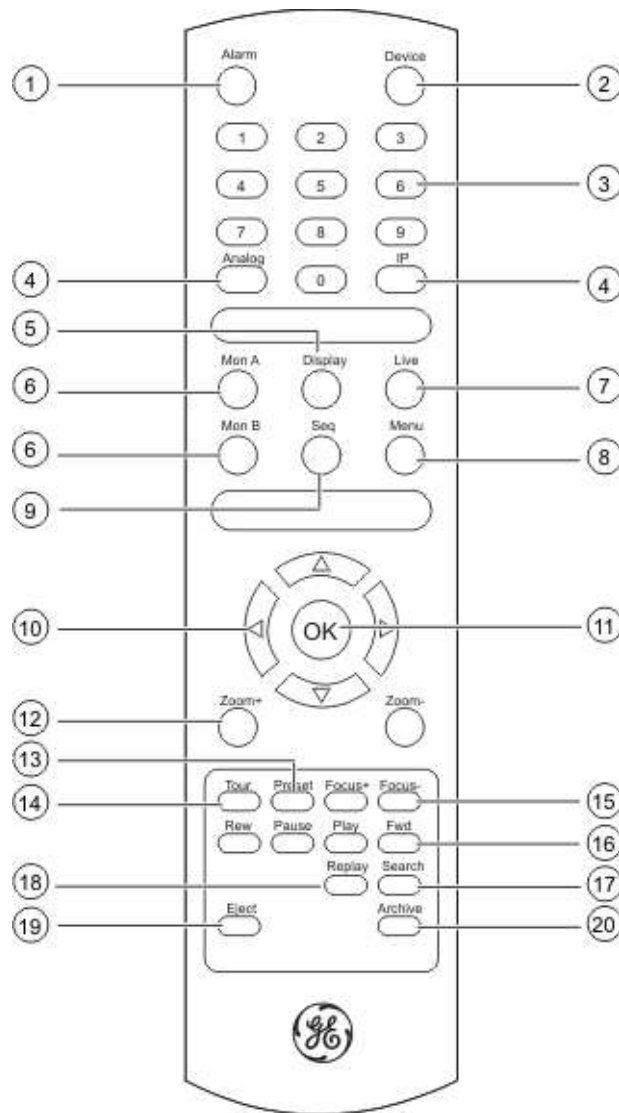 Alarm Device
1 2
1 2 3
4 5 6 3
7 8 9
Analog IP
4 0 4
5
Mon A Display Live
6 7
Mon B Seq Menu
6 8
9
10 OK 11
Zoom+ Zoom-
12
13
Tour Preset Focus+ Focus-
14 15
Rew Pause Play Fwd
16
Replay Search
18 17
Eject Archive
19 20
GE